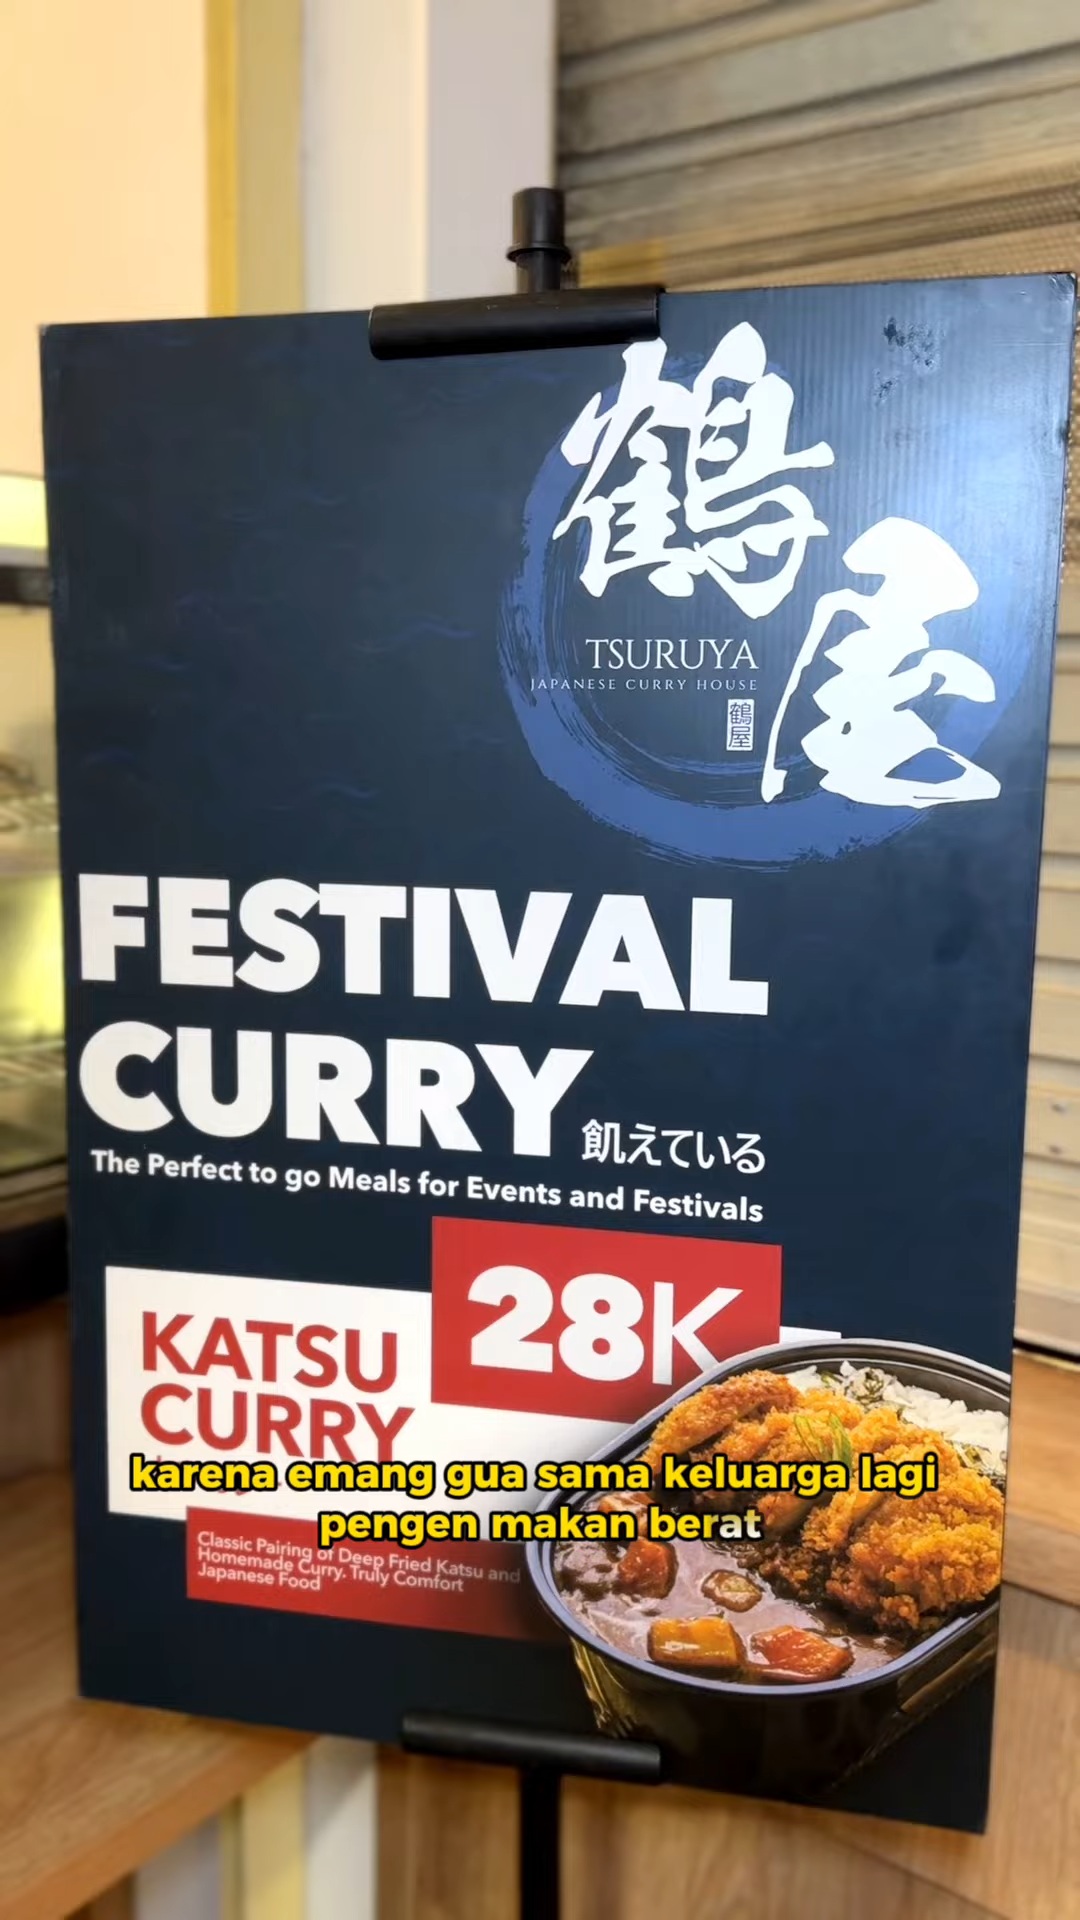 鶴屋
TSURUYA
JAPANESE CURRY HOUSE
鶴屋
FESTIVAL
CURRY 飢えている
The Perfect to go Meals for Events and Festivals
28K
KATSU
CURRY
karena emang gua sama keluarga lagi
pengen makan berat
Classic Pairing of Deep Fried Katsu and
Homemade Curry. Truly Comfort
Japanese Food